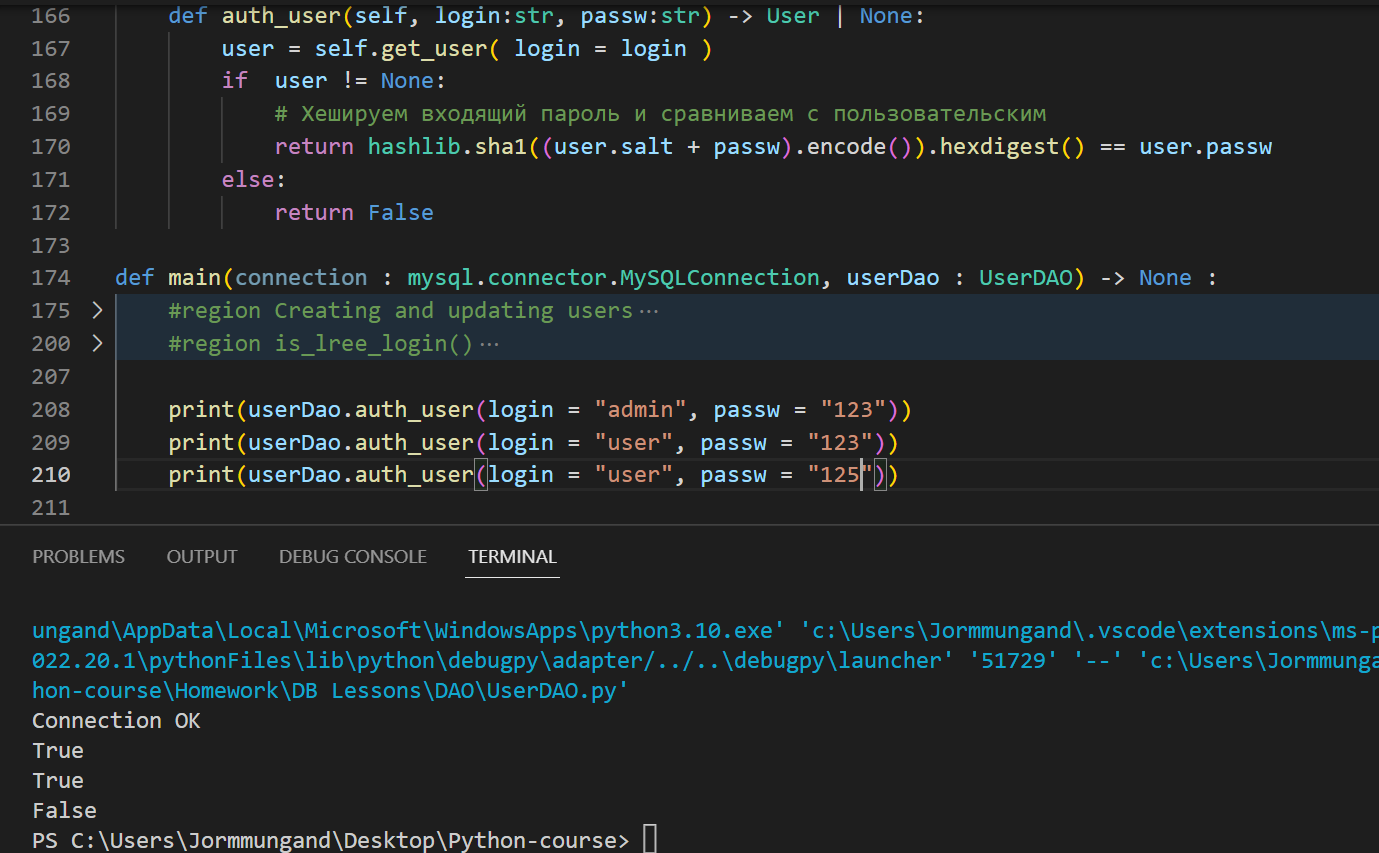 166 def auth_user(self, login:str, passw:str) -> User | None:
167 user = self.get_user( login = login )
168 if user != None:
169 # Хешируем входящий пароль и сравниваем с пользовательским
170 return hashlib.sha1((user.salt + passw).encode()).hexdigest() == user.passw
171 else:
172 return False
173
174 def main(connection : mysql.connector.MySQLConnection, userDao : UserDAO) -> None :
175 > #region Creating and updating users ···
200 > #region is_lree_login() ···
207
208 print(userDao.auth_user(login = "admin", passw = "123"))
209 print(userDao.auth_user(login = "user", passw = "123"))
210 print(userDao.auth_user(login = "user", passw = "125"))
211
PROBLEMS OUTPUT DEBUG CONSOLE TERMINAL
ungand\AppData\Local\Microsoft\WindowsApps\python3.10.exe' 'c:\Users\Jormmungand\.vscode\extensions\ms-p
022.20.1\pythonFiles\lib\python\debugpy\adapter/../..\debugpy\launcher' '51729' '--' 'c:\Users\Jormmunga
hon-course\Homework\DB Lessons\DAO\UserDAO.py'
Connection OK
True
True
False
PS C:\Users\Jormmungand\Desktop\Python-course>